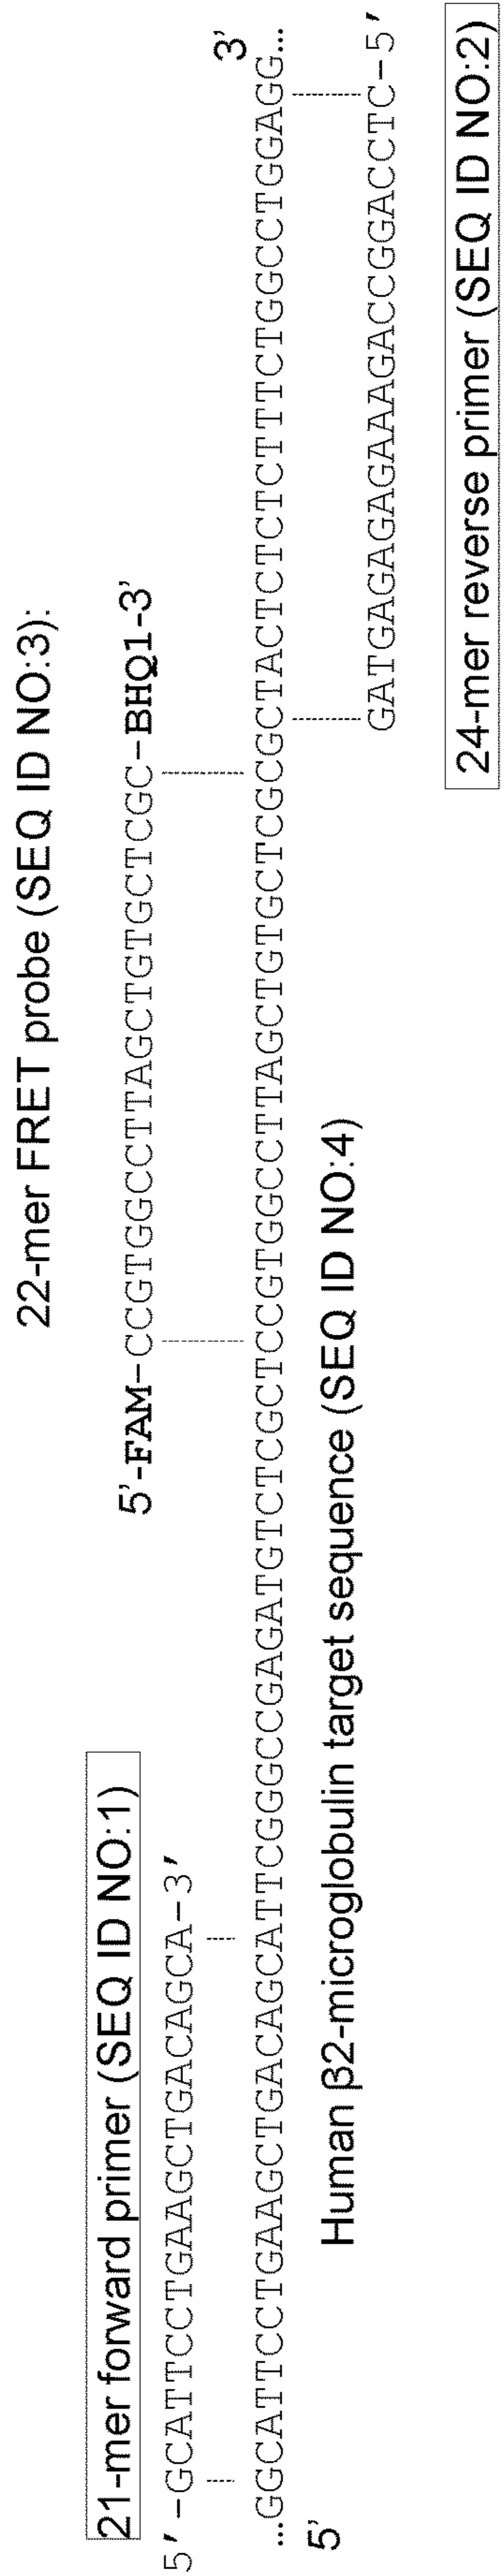 22-mer FRET probe (SEQ ID NO:3):
21-mer forward primer (SEQ ID NO:1)
5'-FAM-CCGTGGCCTTAGCTGTGCTCGC-BHQ1-3'
5'-GCATTCCTGAAGCTGACAGCA-3'
3'
...GGCATTCCTGAAGCTGACAGCATTCGGGCCGAGATGTCTCGCTCCGTGGCCTTAGCTGTGCTCGCGCTACTCTCTCTTTCTGGCCTGGAGG...
5'
Human β2-microglobulin target sequence (SEQ ID NO:4)
GATGAGAGAGAAAGACCGGACCTC-5'
24-mer reverse primer (SEQ ID NO:2)